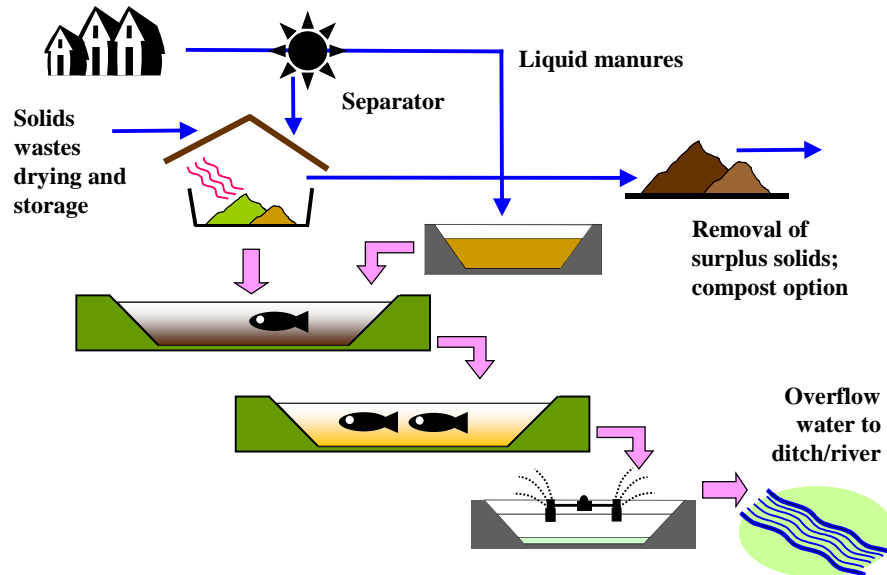 Liquid manures
Separator
Solids
wastes
drying and
storage
Removal of
surplus solids;
compost option
Overflow
water to
ditch/river